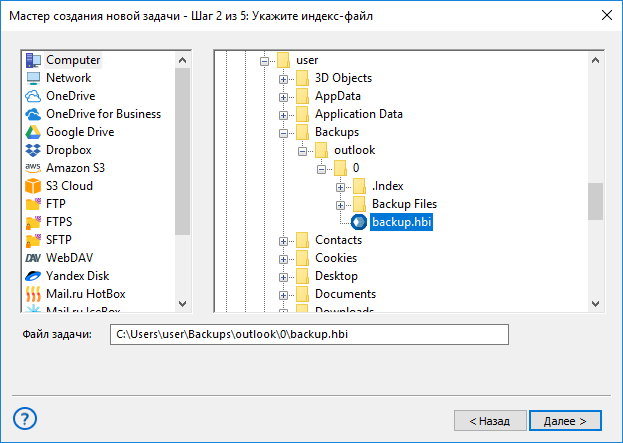 Мастер создания новой задачи - Шаг 2 из 5: Укажите индекс-файл
Computer
Network
OneDrive
OneDrive for Business
Google Drive
Dropbox
aws Amazon S3
S3 Cloud
FTP
FTPS
SFTP
DAV WebDAV
Yandex Disk
Mail.ru HotBox
Mail.ru IceBox
user
3D Objects
AppData
Application Data
Backups
outlook
0
.Index
Backup Files
backup.hbi
Contacts
Cookies
Desktop
Documents
Downloads
Файл задачи: C:\Users\user\Backups\outlook\0\backup.hbi
?
< Назад
Далее >